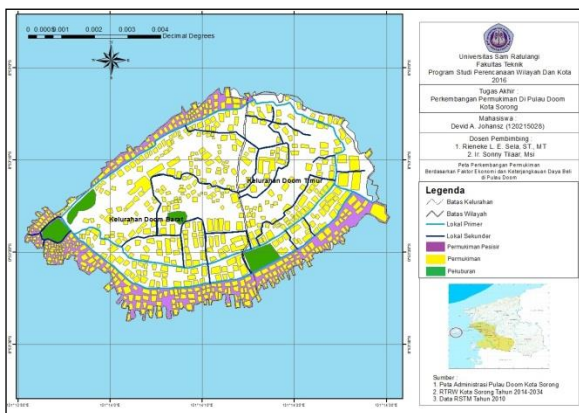 0 0.0005 0.001 0.002 0.003 0.004
Decimal Degrees
Kelurahan Doom Timur
Kelurahan Doom Barat
Universitas Sam Ratulangi
Fakultas Teknik
Program Studi Perencanaan Wilayah Dan Kota
2016
Tugas Akhir
Perkembangan Permukiman Di Pulau Doom
Kota Sorong
Mahasiswa :
David A. Johansz (120215028)
Dosen Pembimbing
1. Rieneke L. E. Sela, ST., MT
2. Ir. Sonny Tilaar, Msi
Peta Perkembangan Permukiman
Berdasarkan Faktor Ekonomi dan Keterjangkauan Daya Beli
di Pulau Doom
Legenda
Batas Kelurahan
Batas Wilayah
Lokal Primer
Lokal Sekunder
Permukiman Pesisir
Permukiman
Pekuburan
Sumber :
1. Peta Administrasi Pulau Doom Kota Sorong
2. RTRW Kota Sorong Tahun 2014-2034
3. Data RSTM Tahun 2010